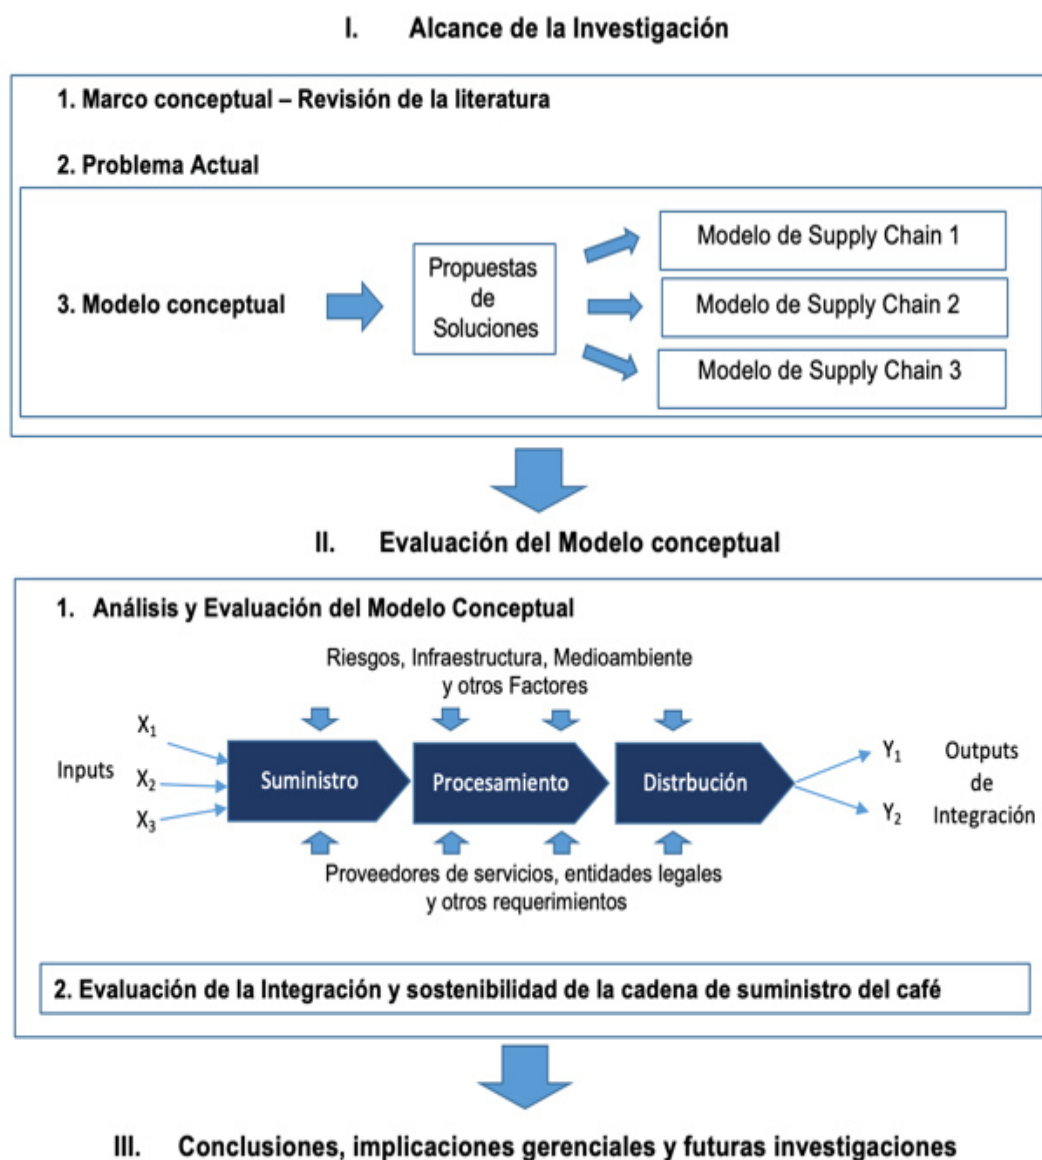 I. Alcance de la Investigación
1. Marco conceptual – Revisión de la literatura
2. Problema Actual
3. Modelo conceptual
Propuestas
de
Soluciones
Modelo de Supply Chain 1
Modelo de Supply Chain 2
Modelo de Supply Chain 3
II. Evaluación del Modelo conceptual
1. Análisis y Evaluación del Modelo Conceptual
Riesgos, Infraestructura, Medioambiente
y otros Factores
Inputs
X1
X2
X3
Suministro
Procesamiento
Distrbución
Y1
Y2
Outputs
de
Integración
Proveedores de servicios, entidades legales
y otros requerimientos
2. Evaluación de la Integración y sostenibilidad de la cadena de suministro del café
III. Conclusiones, implicaciones gerenciales y futuras investigaciones